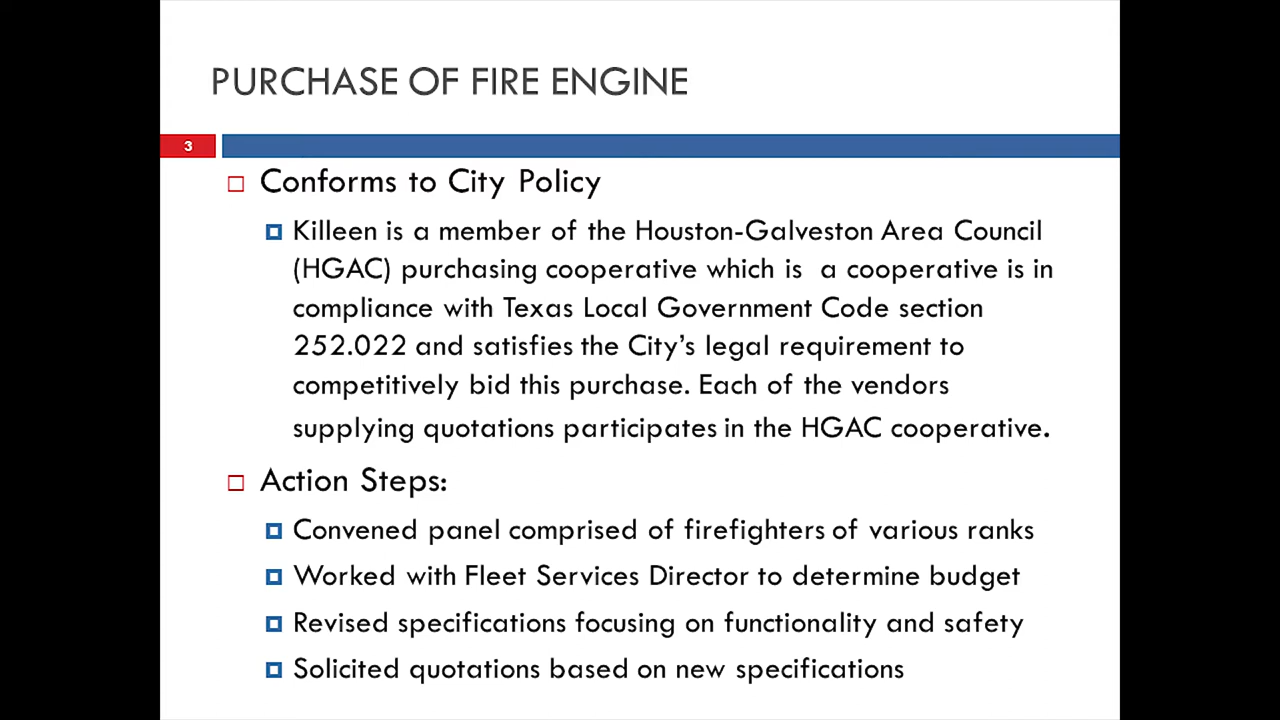 PURCHASE OF FIRE ENGINE
3
Conforms to City Policy
Killeen is a member of the Houston-Galveston Area Council
(HGAC) purchasing cooperative which is a cooperative is in
compliance with Texas Local Government Code section
252.022 and satisfies the City’s legal requirement to
competitively bid this purchase. Each of the vendors
supplying quotations participates in the HGAC cooperative.
Action Steps:
Convened panel comprised of firefighters of various ranks
Worked with Fleet Services Director to determine budget
Revised specifications focusing on functionality and safety
Solicited quotations based on new specifications